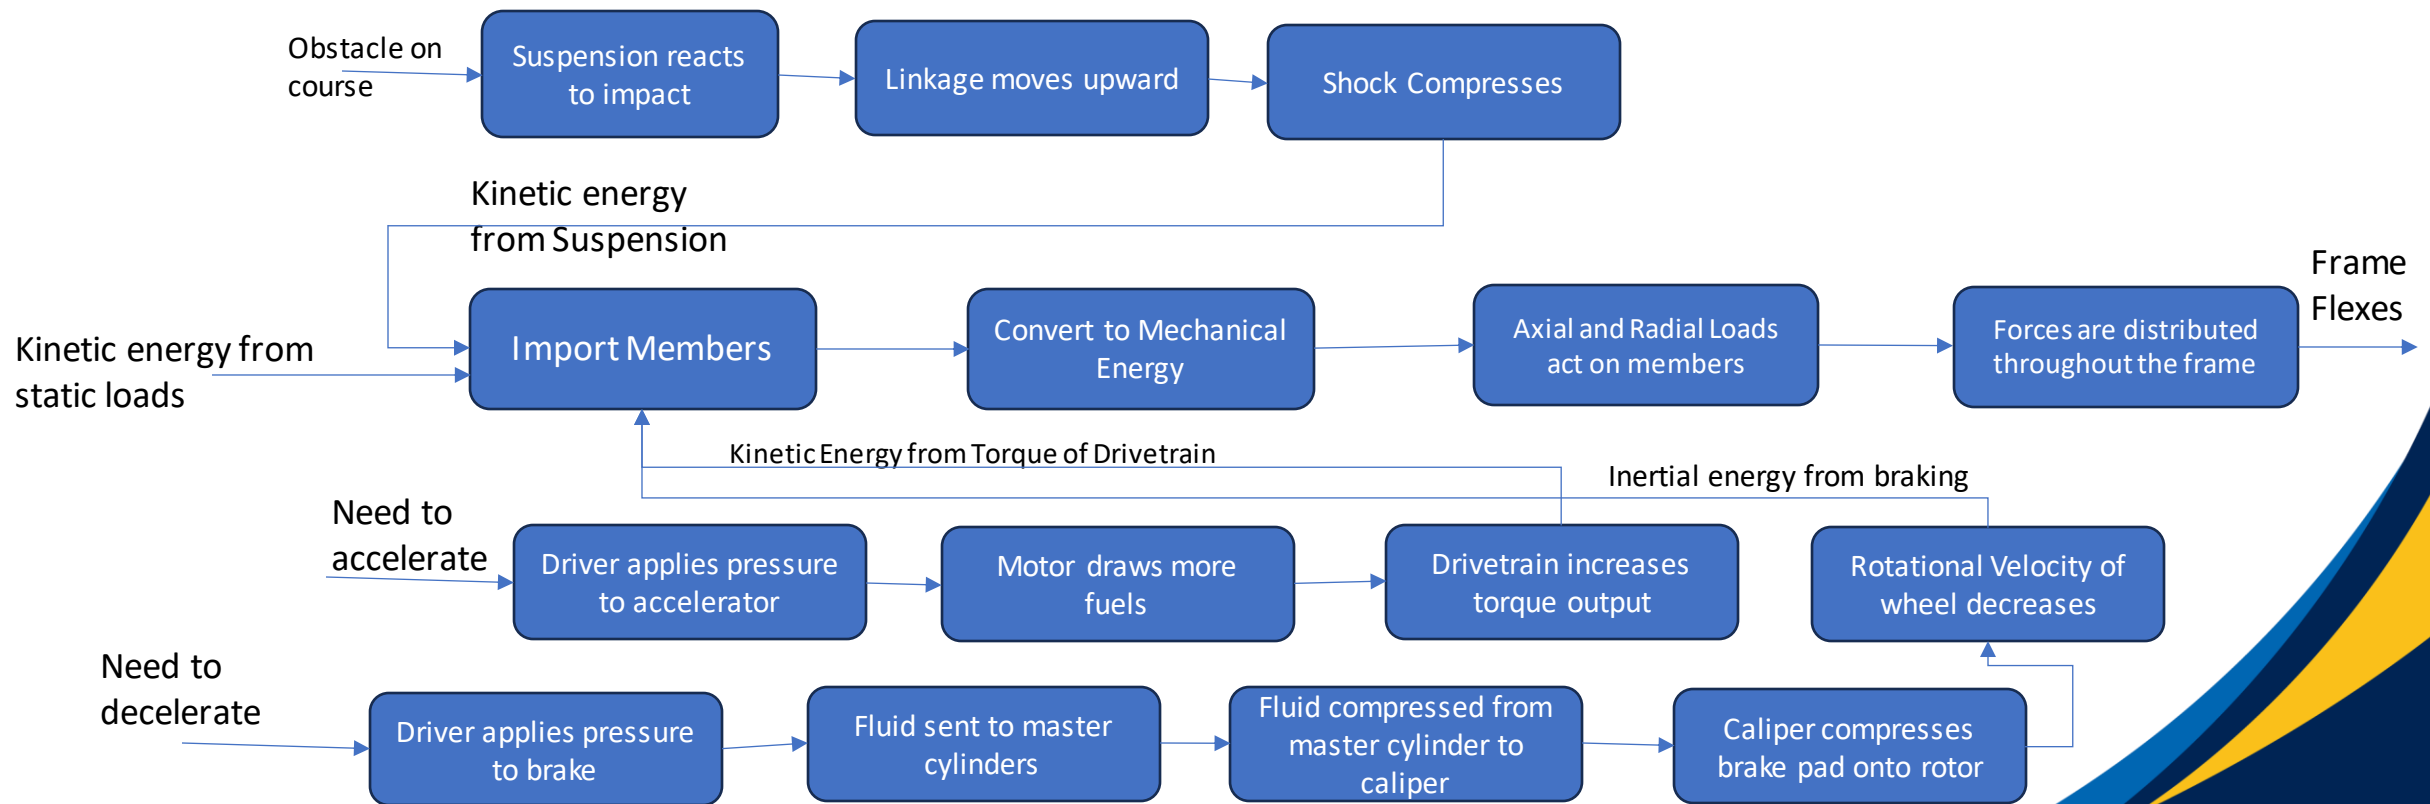 Obstacle on
course
Suspension reacts
to impact
Linkage moves upward
Shock Compresses
Kinetic energy
from Suspension
Kinetic energy from
static loads
Import Members
Convert to Mechanical
Energy
Axial and Radial Loads
act on members
Forces are distributed
throughout the frame
Frame
Flexes
Kinetic Energy from Torque of Drivetrain
Inertial energy from braking
Need to
accelerate
Driver applies pressure
to accelerator
Motor draws more
fuels
Drivetrain increases
torque output
Rotational Velocity of
wheel decreases
Need to
decelerate
Driver applies pressure
to brake
Fluid sent to master
cylinders
Fluid compressed from
master cylinder to
caliper
Caliper compresses
brake pad onto rotor